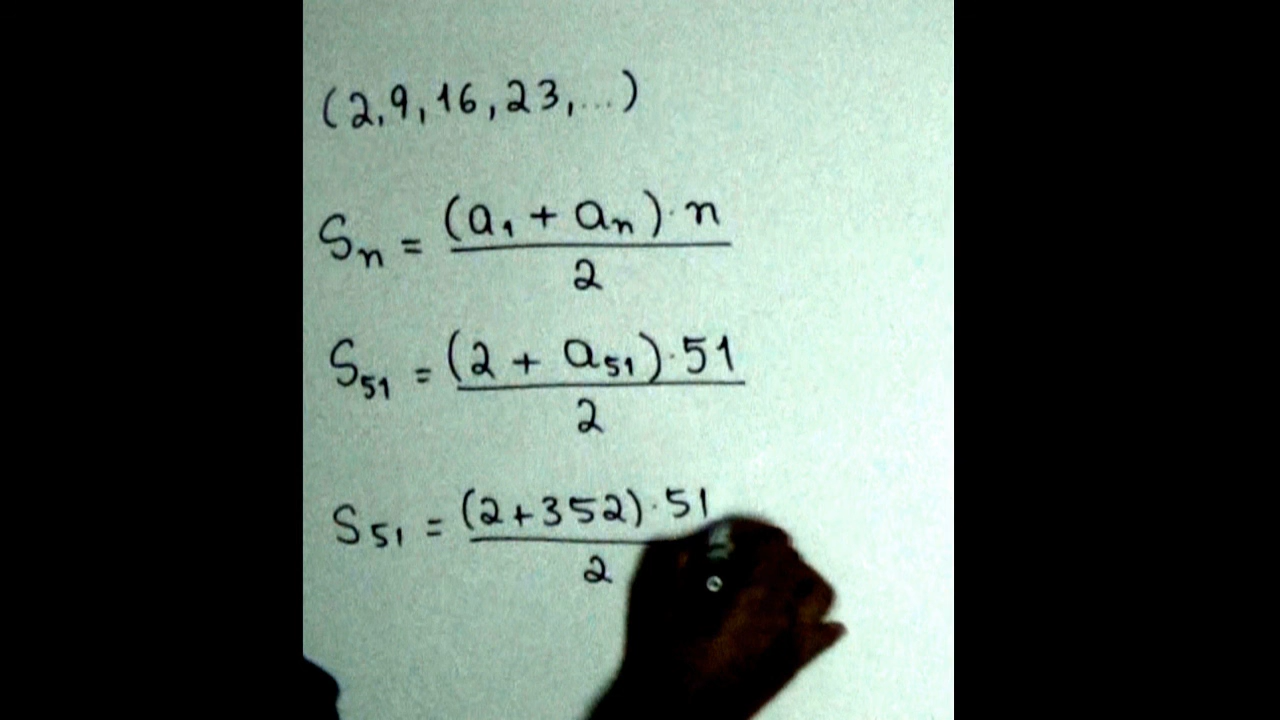 (2, 9, 16, 23, ...)
Sn = (a1 + an) · n
2
S51 = (2 + a51) · 51
2
S51 = (2 + 352) · 51
2